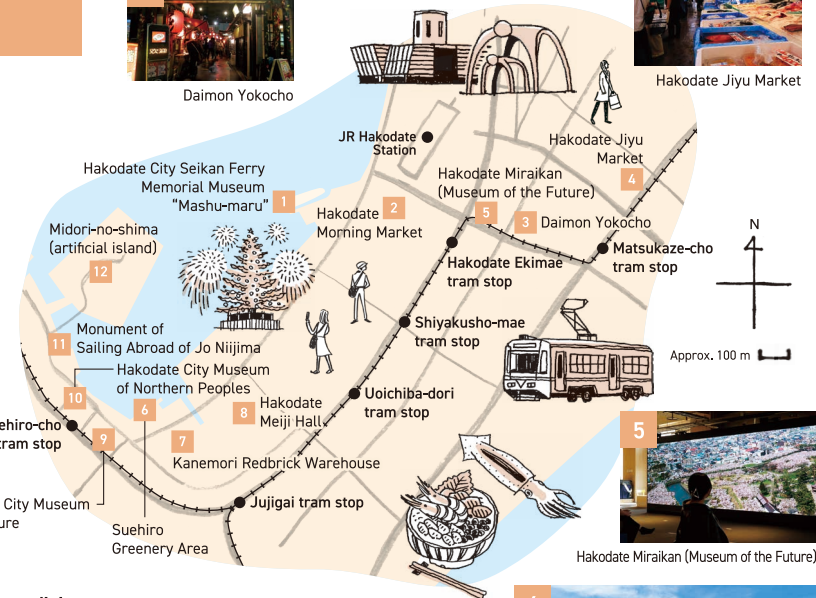 Daimon Yokocho
Hakodate Jiyu Market
JR Hakodate
Station
Hakodate Jiyu
Market
4
Hakodate City Seikan Ferry
Memorial Museum
"Mashu-maru"
1
Hakodate Miraikan
(Museum of the Future)
5
2
Hakodate
Morning Market
3
Daimon Yokocho
Midori-no-shima
(artificial island)
12
Hakodate Ekimae
tram stop
Matsukaze-cho
tram stop
N
Shiyakusho-mae
tram stop
11
Monument of
Sailing Abroad of Jo Niijima
Approx. 100 m
Hakodate City Museum
of Northern Peoples
10
6
8
Hakodate
Meiji Hall
Uoichiba-dori
tram stop
ehiro-cho
tram stop
9
7
Kanemori Redbrick Warehouse
5
City Museum
ure
Jujigai tram stop
Suehiro
Greenery Area
Hakodate Miraikan (Museum of the Future)